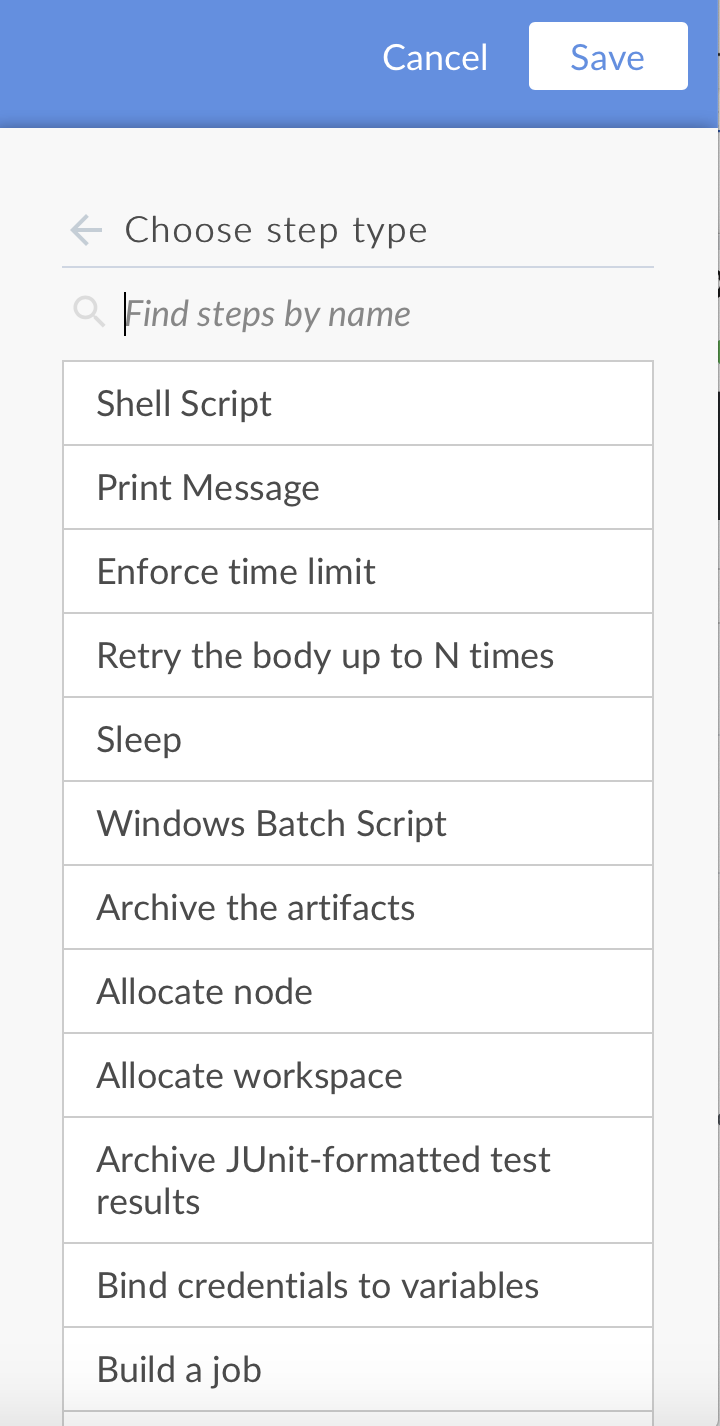 Cancel Save
Choose step type
Find steps by name
Shell Script
Print Message
Enforce time limit
Retry the body up to N times
Sleep
Windows Batch Script
Archive the artifacts
Allocate node
Allocate workspace
Archive JUnit-formatted test
results
Bind credentials to variables
Build a job